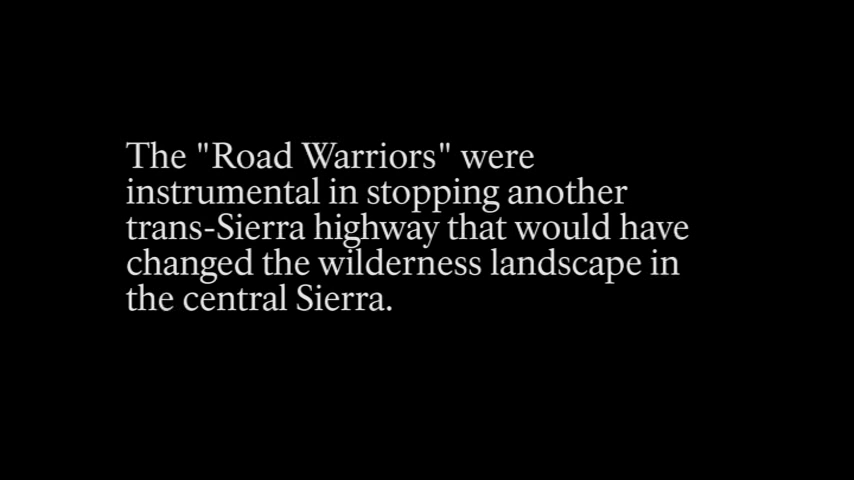 The "Road Warriors" were
instrumental in stopping another
trans-Sierra highway that would have
changed the wilderness landscape in
the central Sierra.